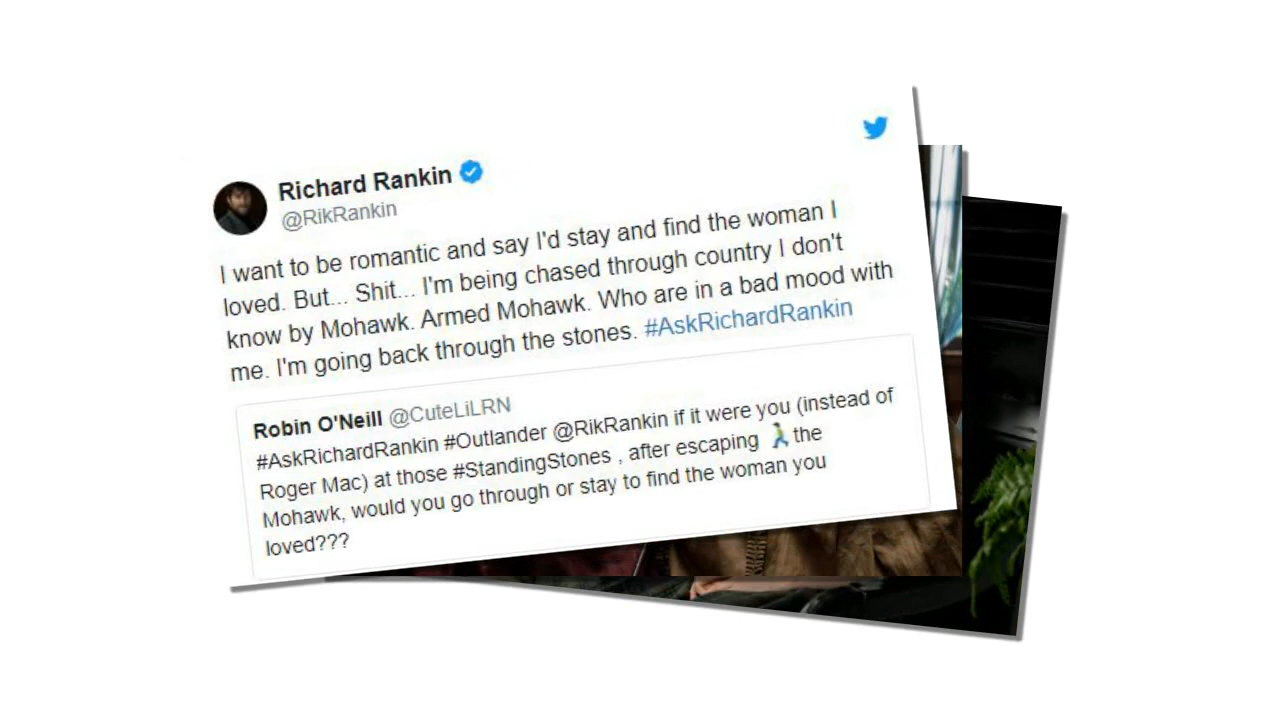 Richard Rankin
@RikRankin
I want to be romantic and say I'd stay and find the woman I
loved. But... Shit... I'm being chased through country I don't
know by Mohawk. Armed Mohawk. Who are in a bad mood with
me. I'm going back through the stones. #AskRichardRankin
Robin O'Neill @CuteLiLRN
#AskRichardRankin #Outlander @RikRankin if it were you (instead of
Roger Mac) at those #StandingStones , after escaping 🚶the
Mohawk, would you go through or stay to find the woman you
loved???